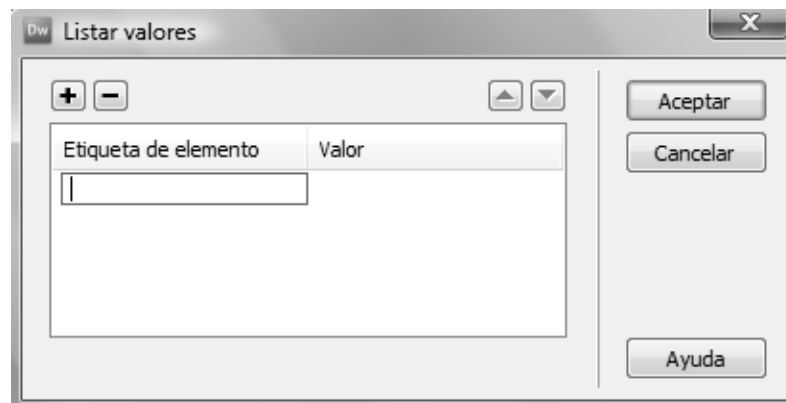 Dw Listar valores
Aceptar
Etiqueta de elemento Valor
Cancelar
Ayuda